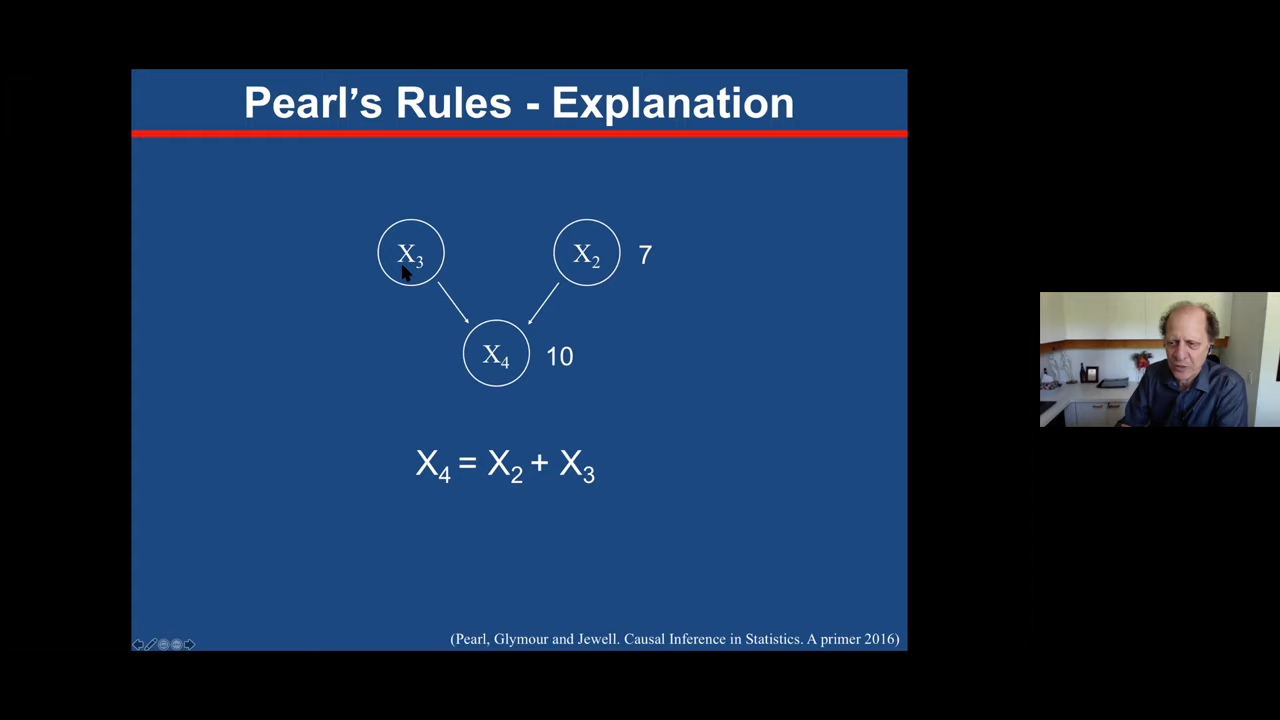 Pearl's Rules - Explanation
X₃
X₂
7
X₄
10
X₄ = X₂ + X₃
(Pearl, Glymour and Jewell. Causal Inference in Statistics. A primer 2016)